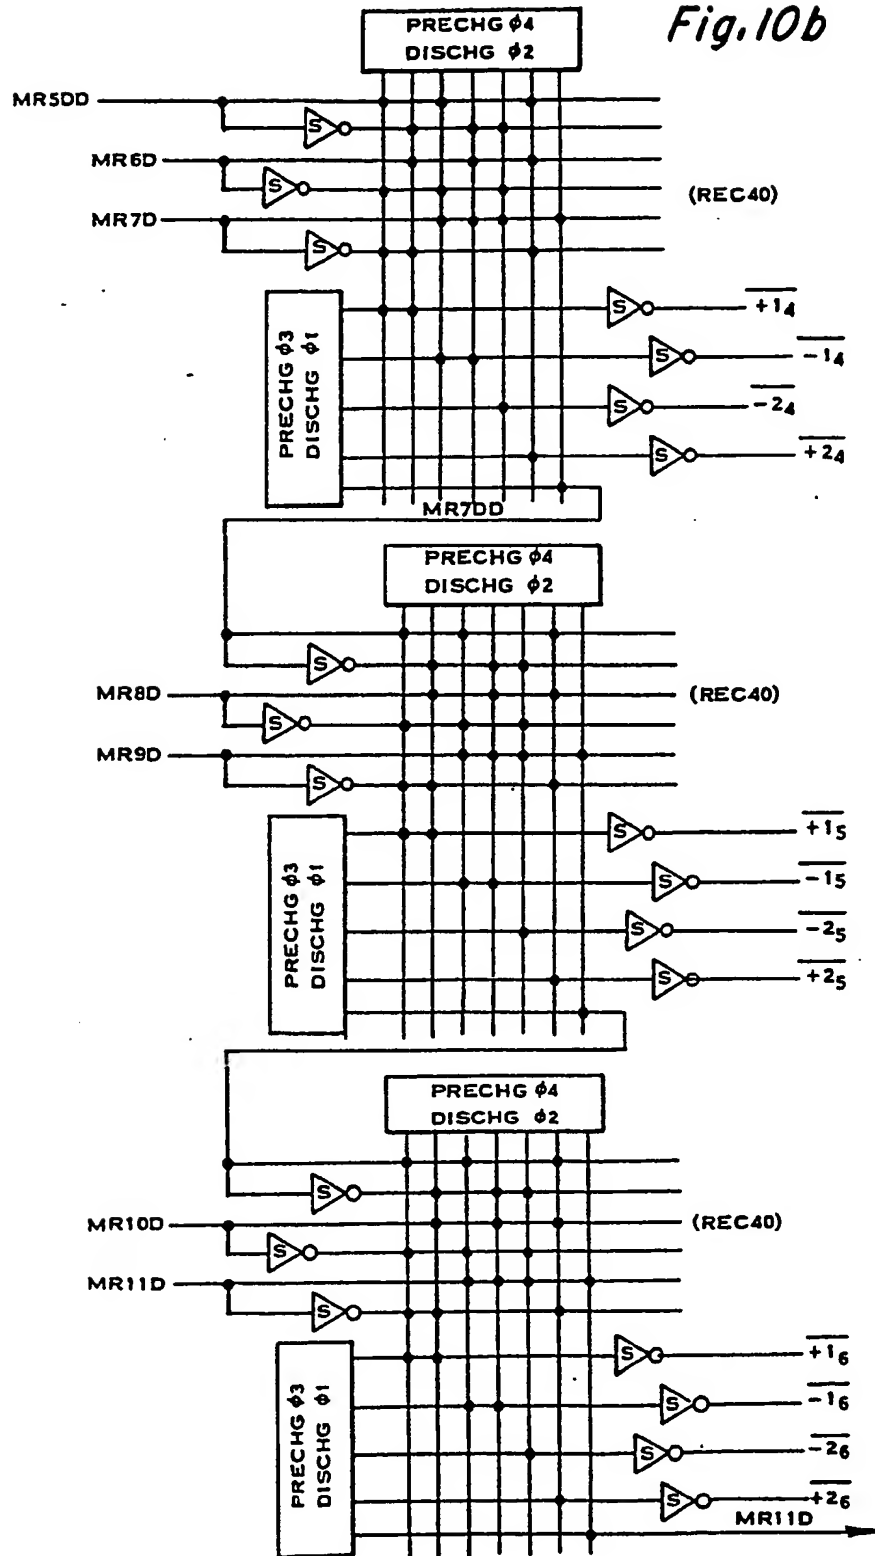 Fig. 10b
PRECHG ϕ4
DISCHG ϕ2
MR5DD
S
MR6D
S
(REC40)
MR7D
S
PRECHG ϕ3
DISCHG ϕ1
S
+1₄
S
-1₄
S
-2₄
S
+2₄
MR7DD
PRECHG ϕ4
DISCHG ϕ2
S
MR8D
(REC40)
S
MR9D
S
PRECHG ϕ3
DISCHG ϕ1
S
+1₅
S
-1₅
S
-2₅
S
+2₅
PRECHG ϕ4
DISCHG ϕ2
S
MR10D
(REC40)
S
MR11D
S
PRECHG ϕ3
DISCHG ϕ1
S
+1₆
S
-1₆
S
-2₆
S
+2₆
MR11D